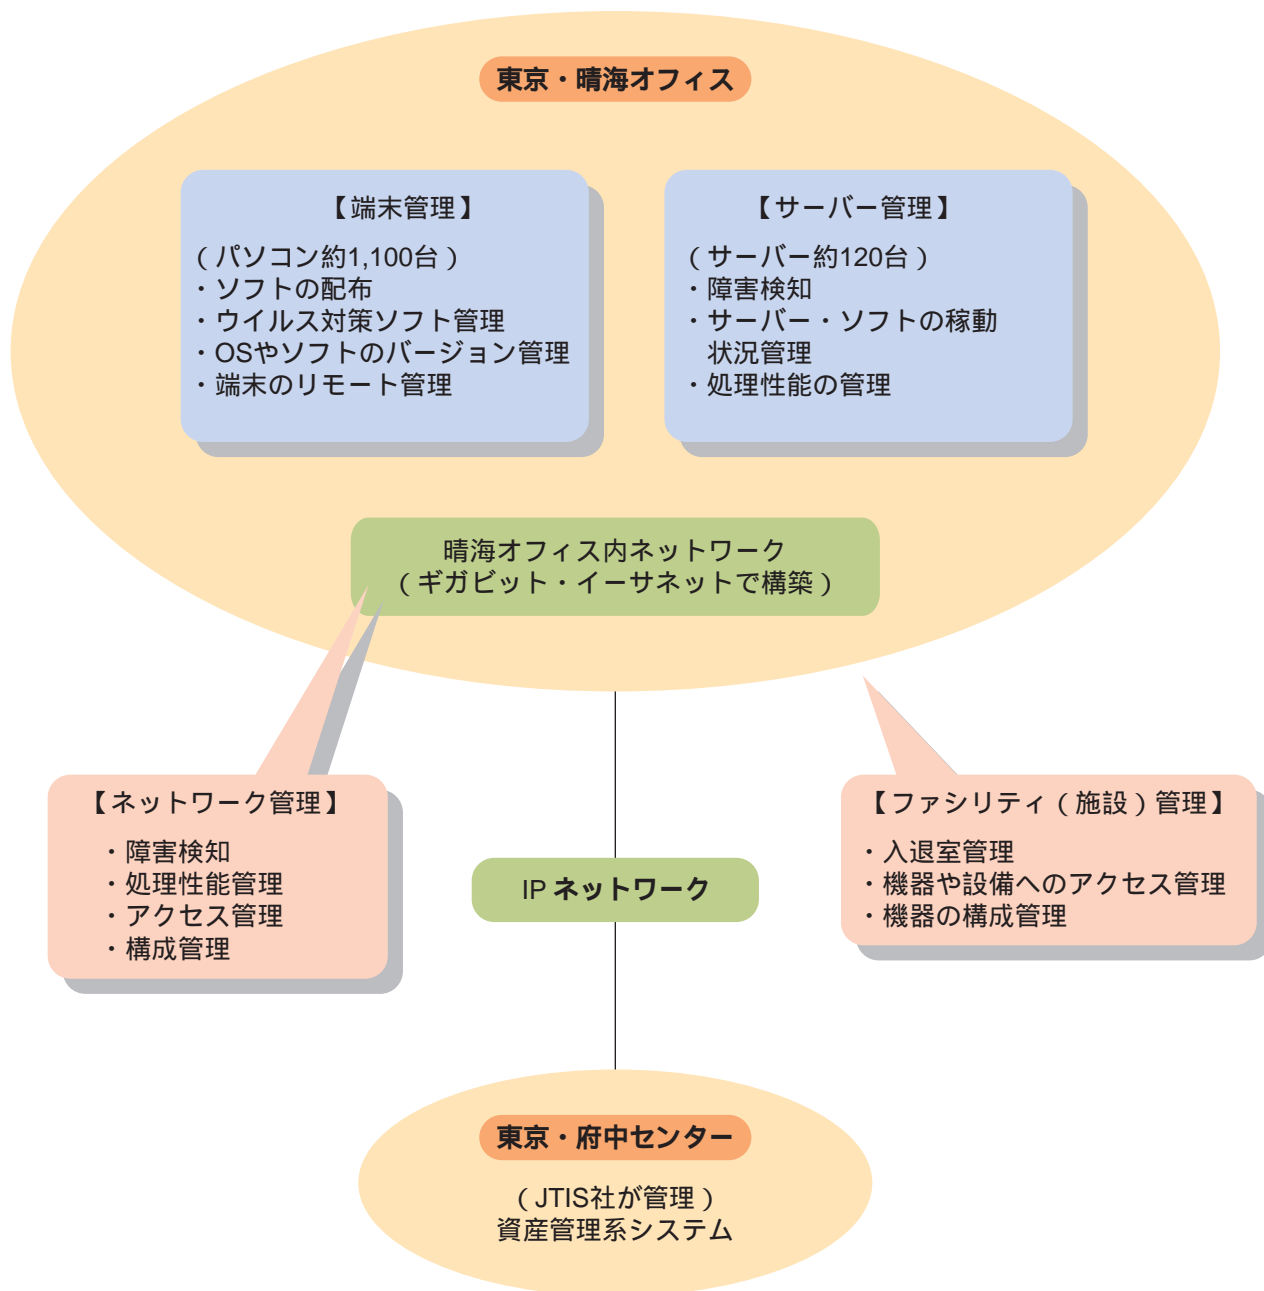 東京・晴海オフィス
【端末管理】
（パソコン約1,100台）
・ソフトの配布
・ウイルス対策ソフト管理
・OSやソフトのバージョン管理
・端末のリモート管理
【サーバー管理】
（サーバー約120台）
・障害検知
・サーバー・ソフトの稼動
状況管理
・処理性能の管理
晴海オフィス内ネットワーク
（ギガビット・イーサネットで構築）
【ネットワーク管理】
・障害検知
・処理性能管理
・アクセス管理
・構成管理
【ファシリティ（施設）管理】
・入退室管理
・機器や設備へのアクセス管理
・機器の構成管理
IP ネットワーク
東京・府中センター
（JTIS社が管理）
資産管理系システム